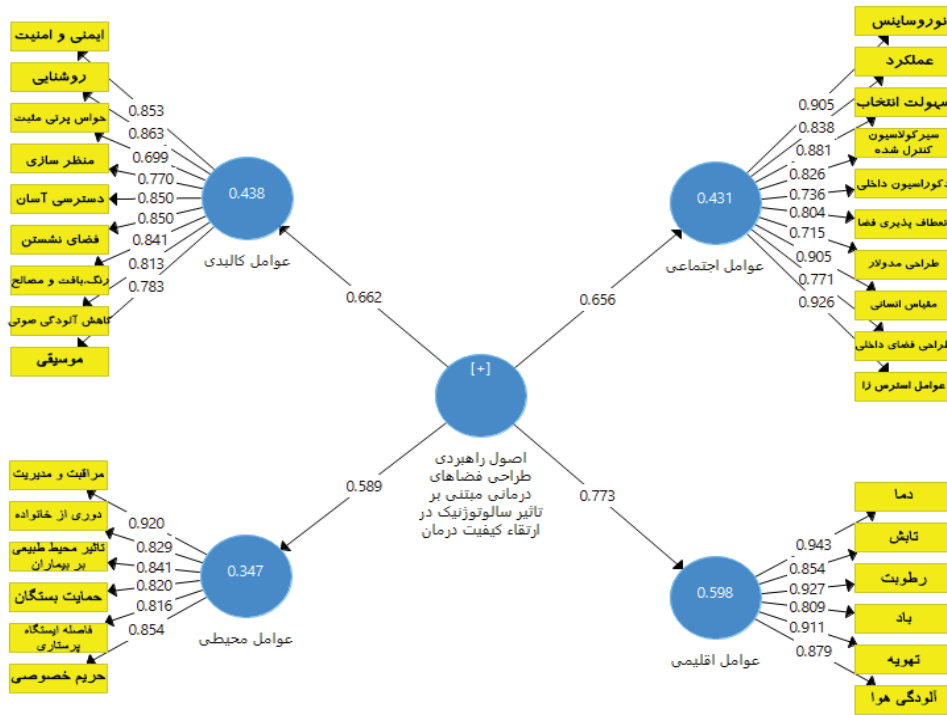 ایمنی و امنیت
روشنایی
حواس پرتی مثبت
منظر سازی
دسترسی آسان
فضای نشستن
رنگ،بافت و مصالح
کاهش آلودگی صوتی
موسیقی
0.853
0.863
0.699
0.770
0.850
0.850
0.841
0.813
0.783
0.438
عوامل کالبدی
نوروساینس
عملکرد
سهولت انتخاب
سیرکولاسیون
کنترل شده
دکوراسیون داخلی
انعطاف پذیری فضا
طراحی مدولار
مقیاس انسانی
طراحی فضای داخلی
عوامل استرس زا
0.905
0.838
0.881
0.826
0.736
0.804
0.715
0.905
0.771
0.926
0.431
عوامل اجتماعی
0.662
0.656
[+]
اصول راهبردی
طراحی فضاهای
درمانی مبتنی بر
تاثیر سالوتوژنیک در
ارتقاء کیفیت درمان
0.589
0.773
مراقبت و مدیریت
دوری از خانواده
تاثیر محیط طبیعی
بر بیماران
حمایت بستگان
فاصله ایستگاه
پرستاری
حریم خصوصی
0.920
0.829
0.841
0.820
0.816
0.854
0.347
عوامل محیطی
دما
تابش
رطوبت
باد
تهویه
آلودگی هوا
0.943
0.854
0.927
0.809
0.911
0.879
0.598
عوامل اقلیمی